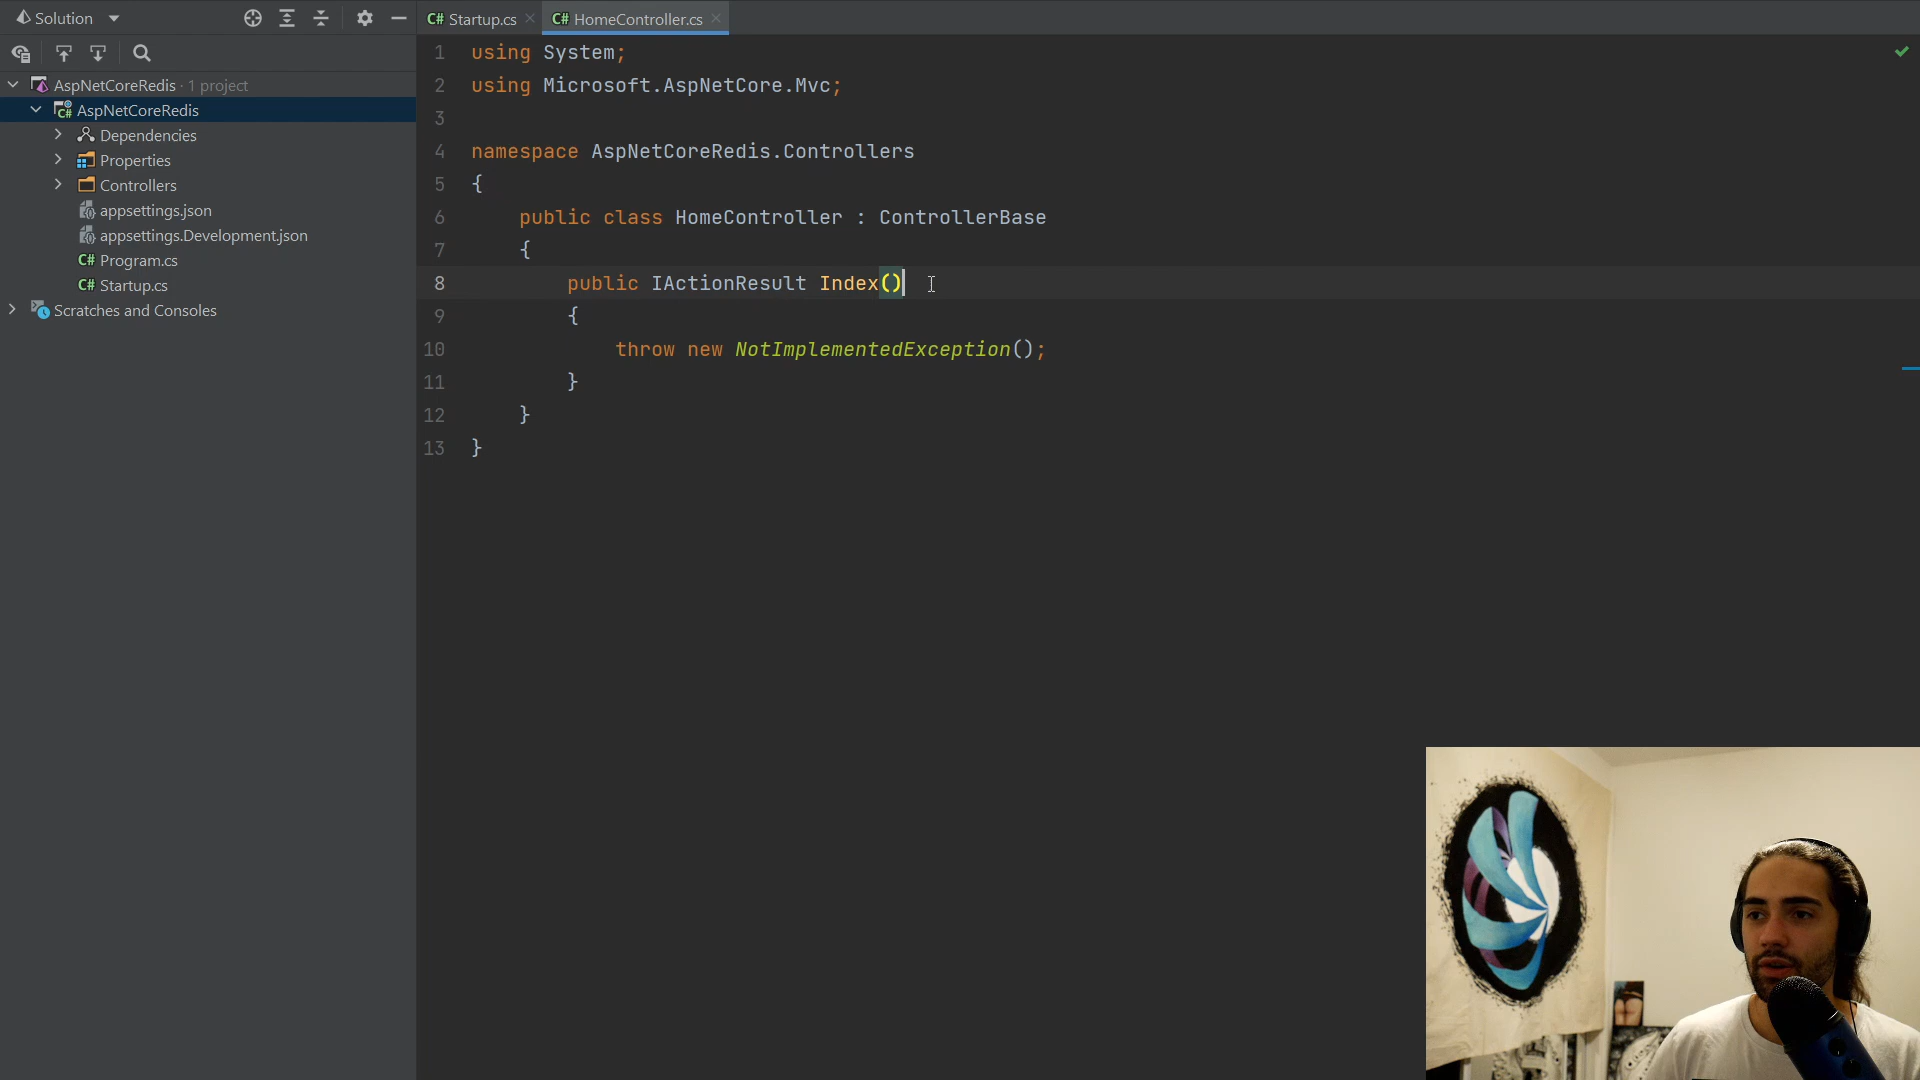 Solution
Startup.cs
HomeController.cs
AspNetCoreRedis · 1 project
AspNetCoreRedis
Dependencies
Properties
Controllers
appsettings.json
appsettings.Development.json
C# Program.cs
C# Startup.cs
Scratches and Consoles
1 using System;
2 using Microsoft.AspNetCore.Mvc;
3
4 namespace AspNetCoreRedis.Controllers
5 {
6 public class HomeController : ControllerBase
7 {
8 public IActionResult Index()
9 {
10 throw new NotImplementedException();
11 }
12 }
13 }